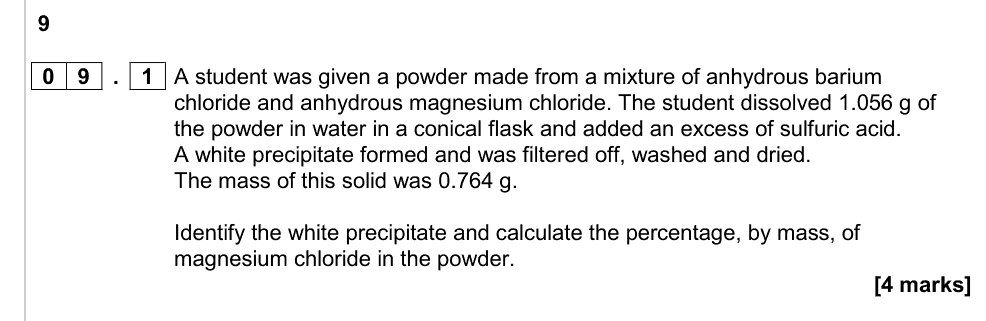 9
09.1 A student was given a powder made from a mixture of anhydrous barium
chloride and anhydrous magnesium chloride. The student dissolved 1.056 g of
the powder in water in a conical flask and added an excess of sulfuric acid.
A white precipitate formed and was filtered off, washed and dried.
The mass of this solid was 0.764 g.
Identify the white precipitate and calculate the percentage, by mass, of
magnesium chloride in the powder.
[4 marks]